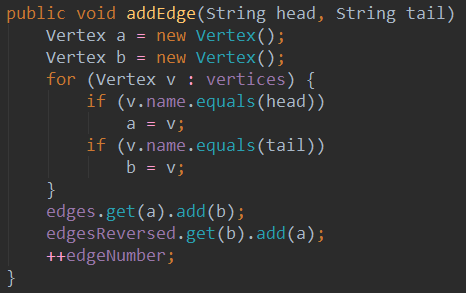 public void addEdge(String head, String tail)
    Vertex a = new Vertex();
    Vertex b = new Vertex();
    for (Vertex v : vertices) {
        if (v.name.equals(head))
            a = v;
        if (v.name.equals(tail))
            b = v;
    }
    edges.get(a).add(b);
    edgesReversed.get(b).add(a);
    ++edgeNumber;
}